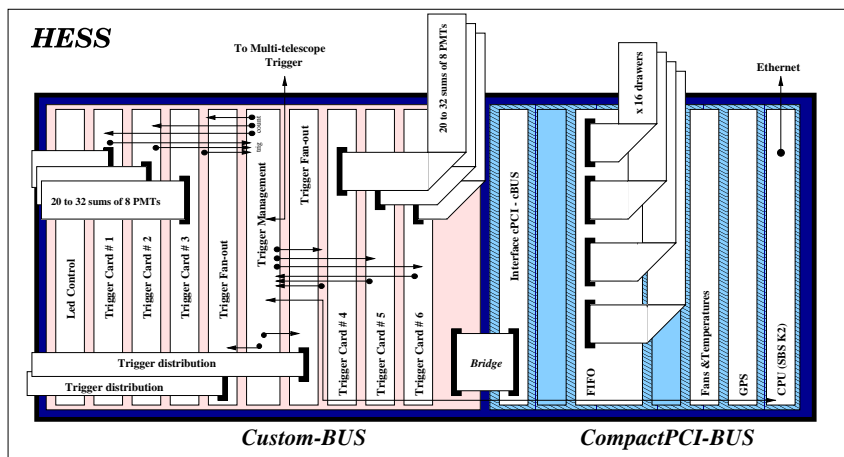 HESS
To Multi-telescope
Trigger
20 to 32 sums of 8 PMTs
x 16 drawers
Ethernet
count
trig
20 to 32 sums of 8 PMTs
Led Control
Trigger Card # 1
Trigger Card # 2
Trigger Card # 3
Trigger Fan-out
Trigger Management
Trigger Fan-out
Trigger Card # 4
Trigger Card # 5
Trigger Card # 6
Interface cPCI - cBUS
FIFO
Fans &Temperatures
GPS
CPU (SBS K2)
Trigger distribution
Trigger distribution
Bridge
Custom-BUS
CompactPCI-BUS